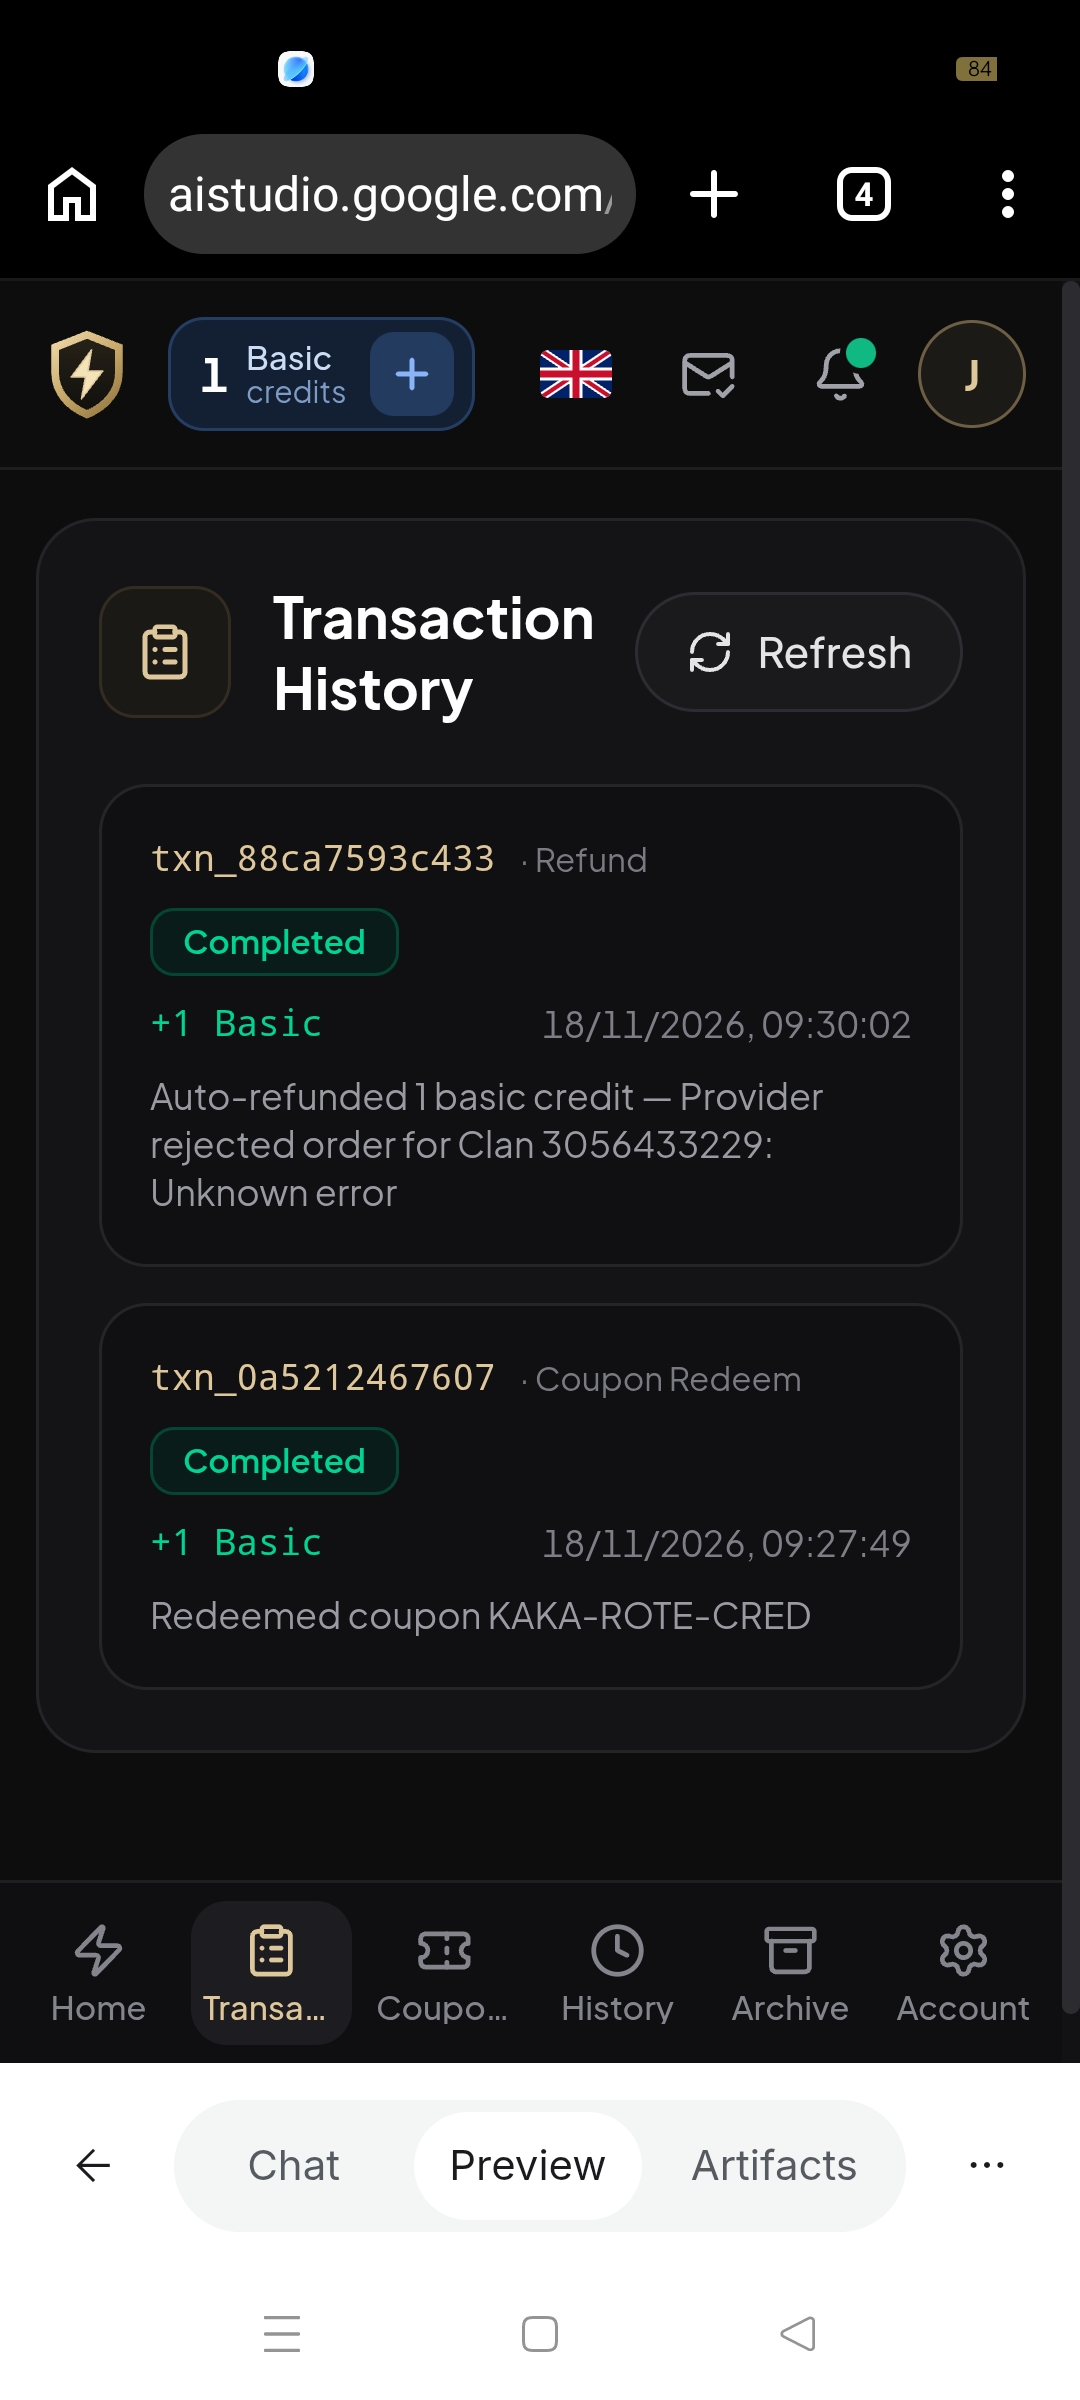 84
aistudio.google.com/
4
1 Basic credits
J
Transaction
History
Refresh
txn_88ca7593c433 · Refund
Completed
+1 Basic 18/11/2026, 09:30:02
Auto-refunded 1 basic credit — Provider
rejected order for Clan 3056433229:
Unknown error
txn_0a5212467607 · Coupon Redeem
Completed
+1 Basic 18/11/2026, 09:27:49
Redeemed coupon KAKA-ROTE-CRED
Home Transa... Coupo... History Archive Account
Chat Preview Artifacts